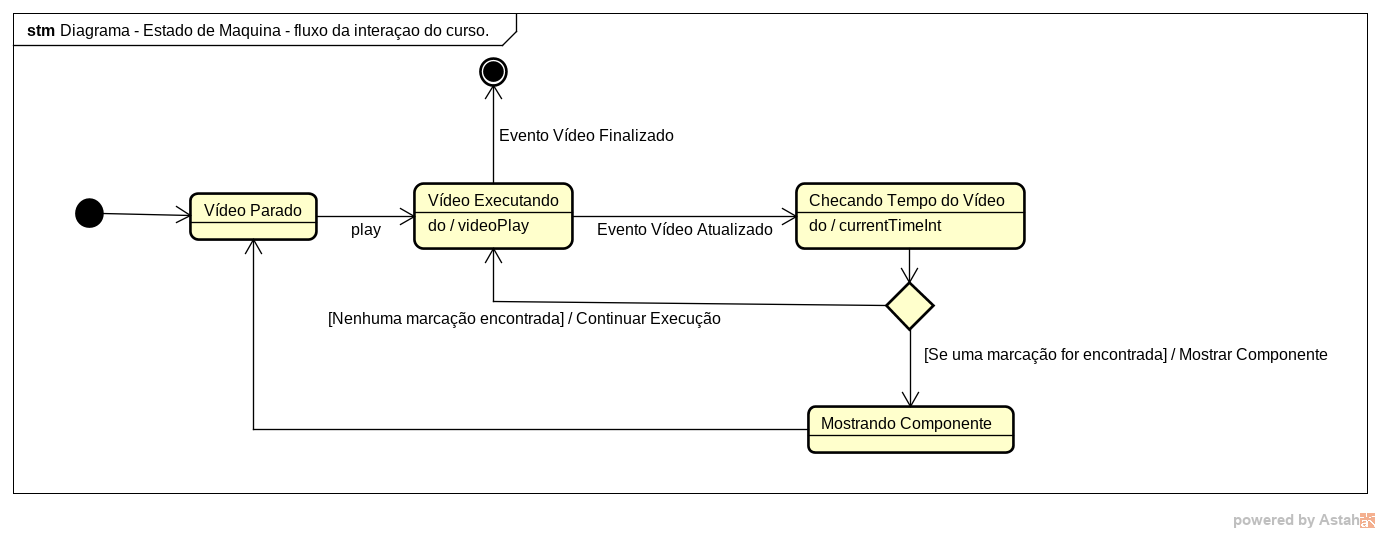 stm Diagrama - Estado de Maquina - fluxo da interaçao do curso.
Evento Vídeo Finalizado
Vídeo Parado
play
Vídeo Executando
do / videoPlay
Evento Vídeo Atualizado
Checando Tempo do Vídeo
do / currentTimeInt
[Nenhuma marcação encontrada] / Continuar Execução
[Se uma marcação for encontrada] / Mostrar Componente
Mostrando Componente
powered by Astah